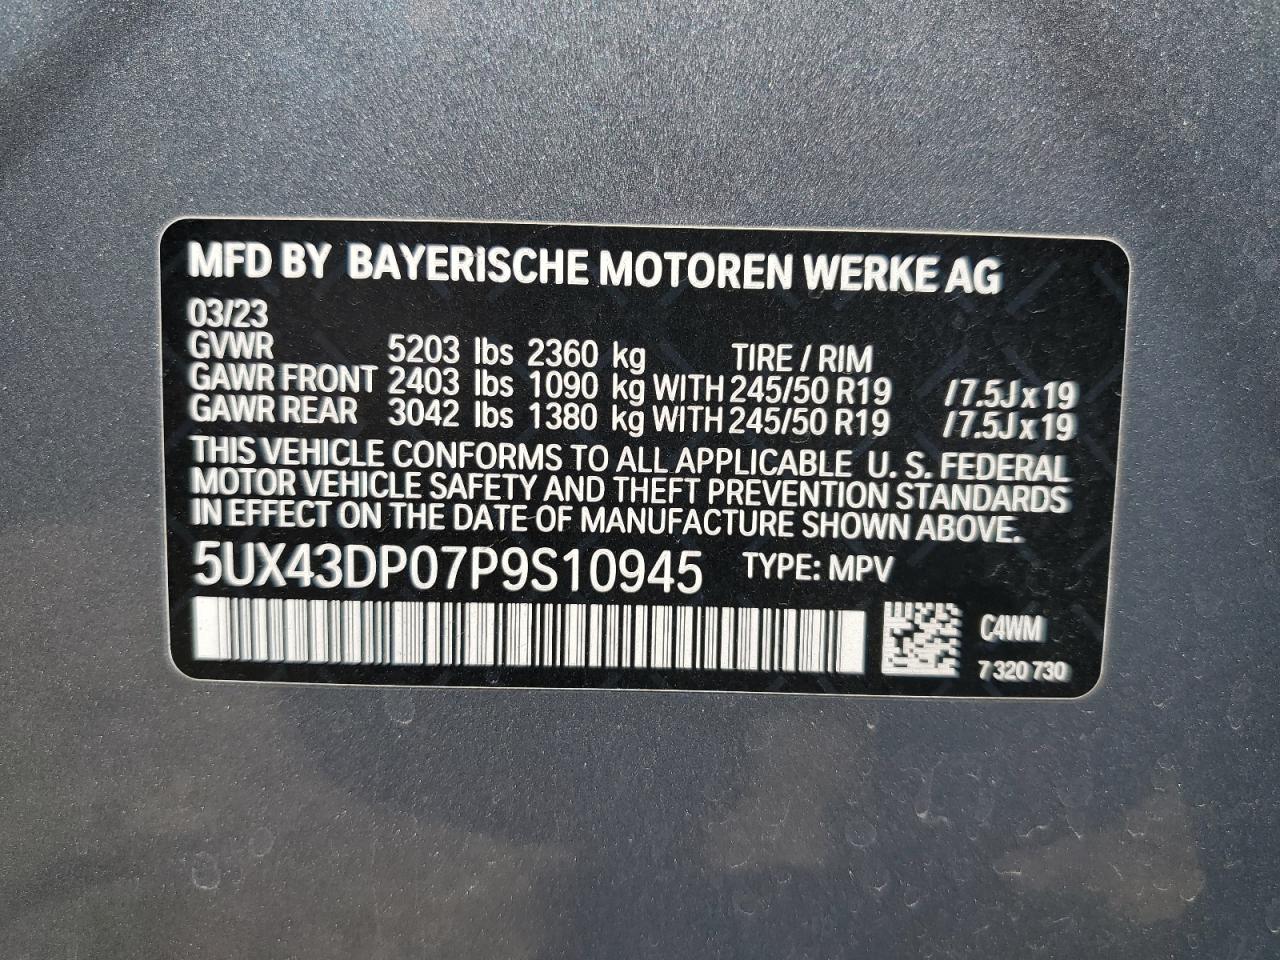 MFD BY BAYERISCHE MOTOREN WERKE AG
03/23
GVWR 5203 lbs 2360 kg TIRE / RIM
GAWR FRONT 2403 lbs 1090 kg WITH 245/50 R19 /7.5J x 19
GAWR REAR 3042 lbs 1380 kg WITH 245/50 R19 /7.5J x 19
THIS VEHICLE CONFORMS TO ALL APPLICABLE U. S. FEDERAL
MOTOR VEHICLE SAFETY AND THEFT PREVENTION STANDARDS
IN EFFECT ON THE DATE OF MANUFACTURE SHOWN ABOVE.
5UX43DP07P9S10945 TYPE: MPV
C4WM
7 320 730